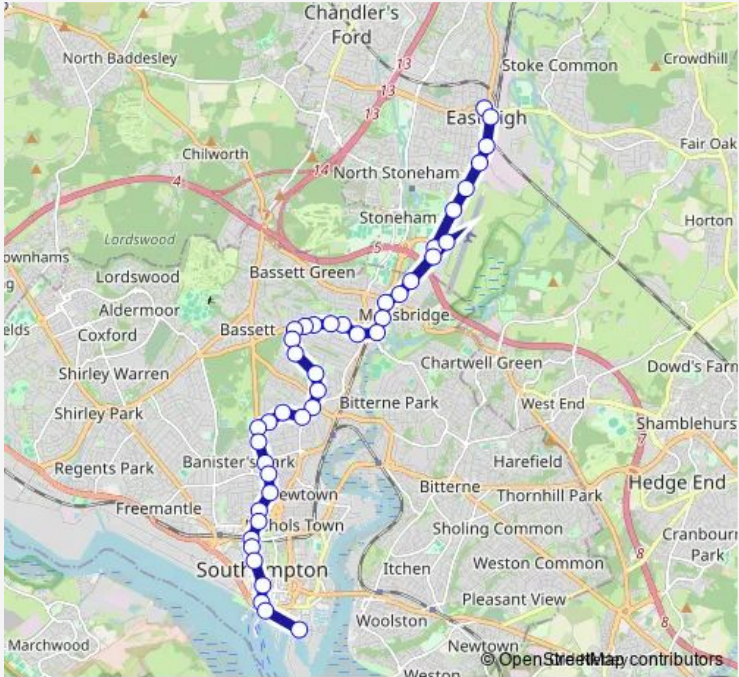 Chandler's
Ford
North Baddesley
13
Stoke Common
Crowdhill
13
Eastleigh
Fair Oak
Chilworth
14
North Stoneham
4
Stoneham
Horton
Lordswood
5
ownhams
Bassett Green
Lordswood
Aldermoor
Mansbridge
elds
Coxford
Bassett
Chartwell Green
Dowd's Farm
Shirley Warren
Bitterne Park
West End
Shirley Park
Shamblehurst
7
Banister's Park
Harefield
Regents Park
Hedge End
Bitterne
Newtown
Thornhill Park
Freemantle
Nichols Town
Sholing Common
Cranbourne
Park
Southampton
Itchen
Weston Common
8
Pleasant View
Woolston
8
Marchwood
Newtown
Weston
© OpenStreetMap contributors